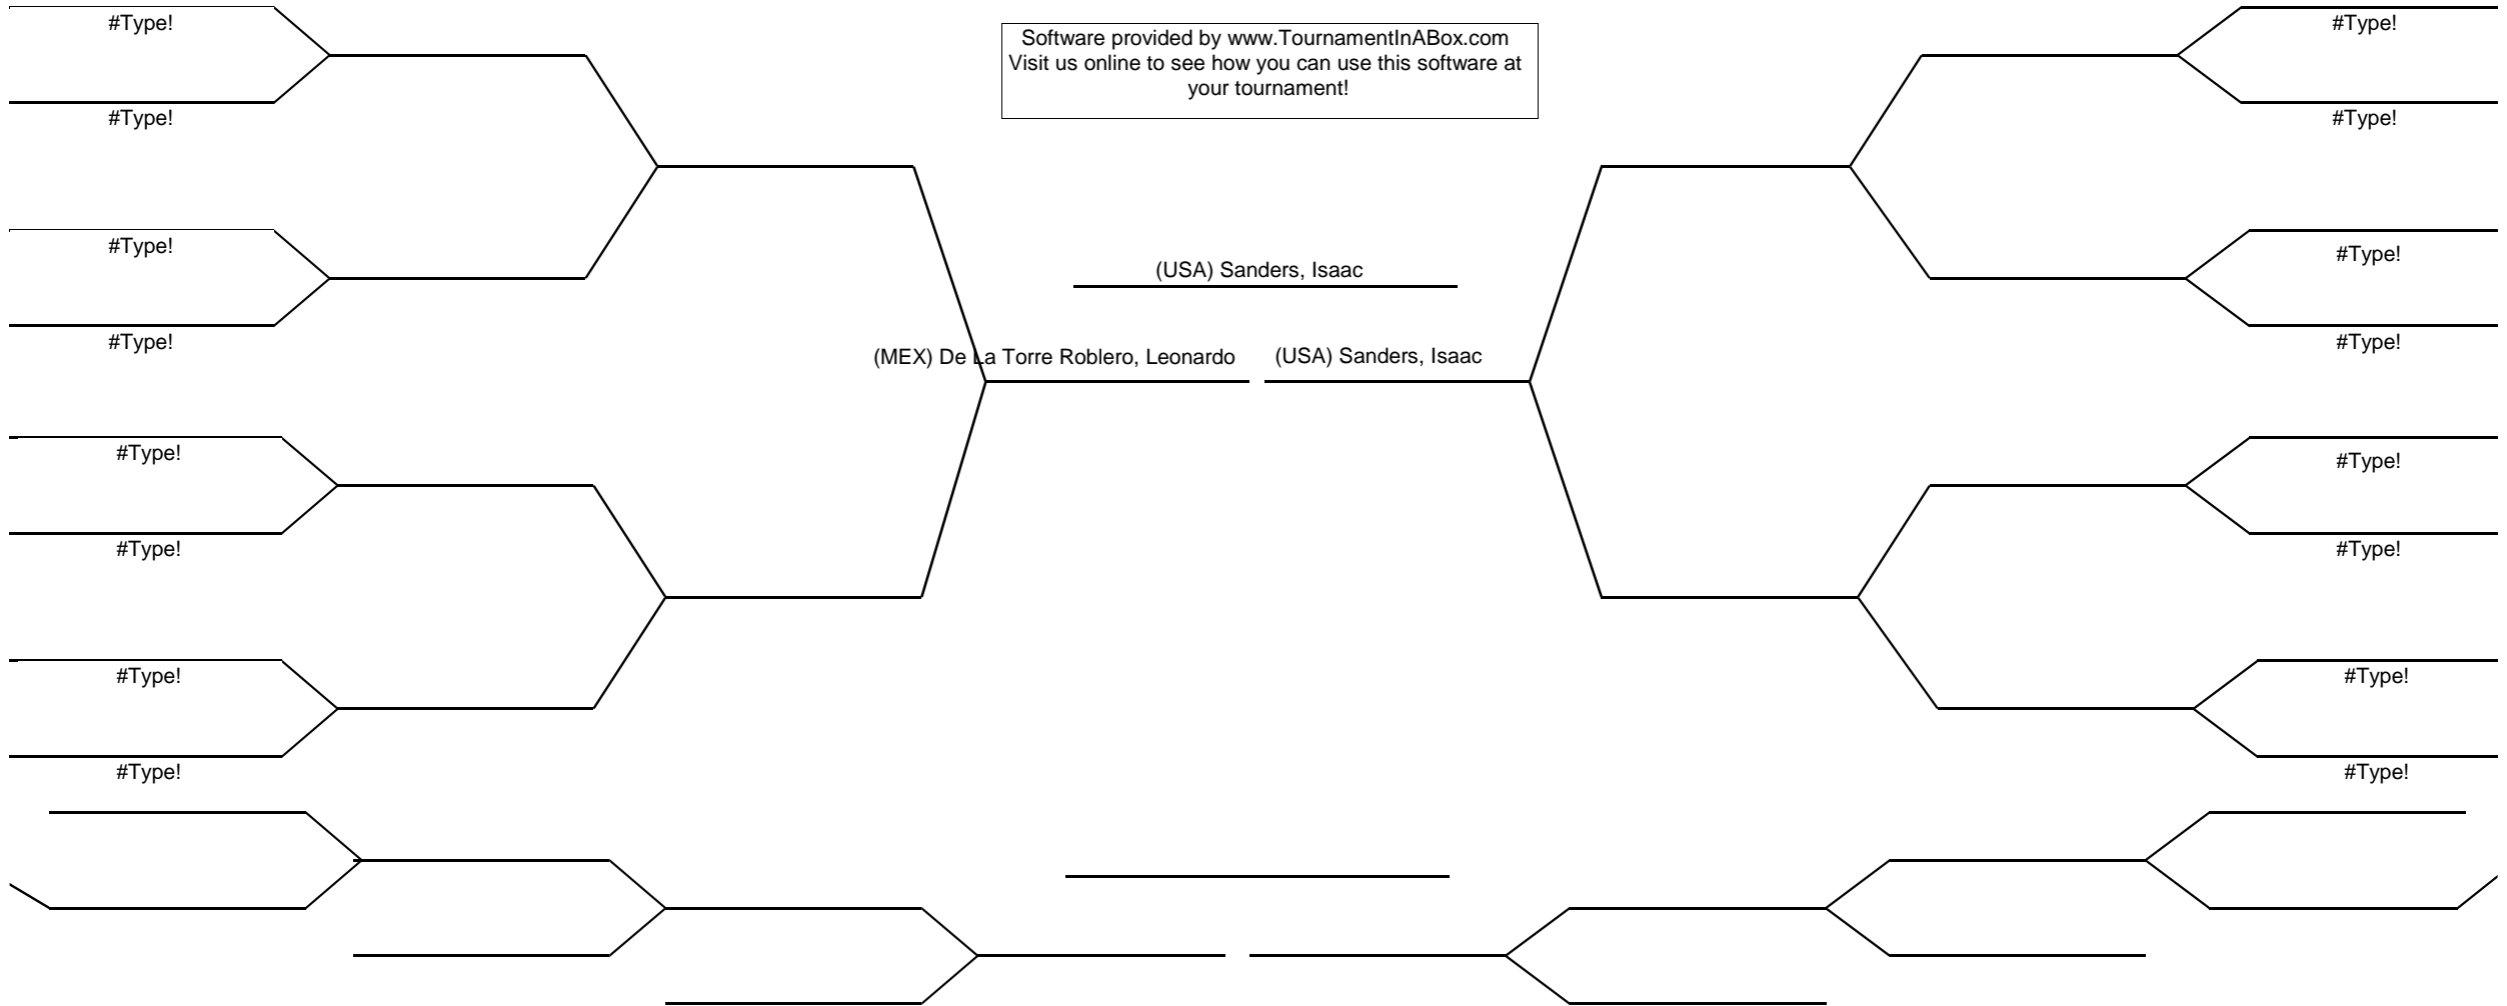 #Type!
#Type!
Software provided by www.TournamentInABox.com
Visit us online to see how you can use this software at
your tournament!
#Type!
#Type!
#Type!
#Type!
(USA) Sanders, Isaac
#Type!
#Type!
(MEX) De La Torre Roblero, Leonardo
(USA) Sanders, Isaac
#Type!
#Type!
#Type!
#Type!
#Type!
#Type!
#Type!
#Type!